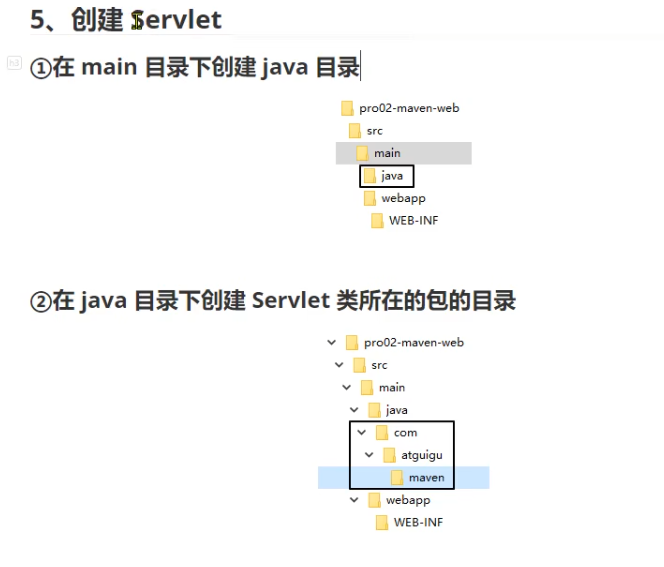 5、创建 Servlet
h3
①在 main 目录下创建 java 目录
pro02-maven-web
src
main
java
webapp
WEB-INF
②在 java 目录下创建 Servlet 类所在的包的目录
pro02-maven-web
src
main
java
com
atguigu
maven
webapp
WEB-INF